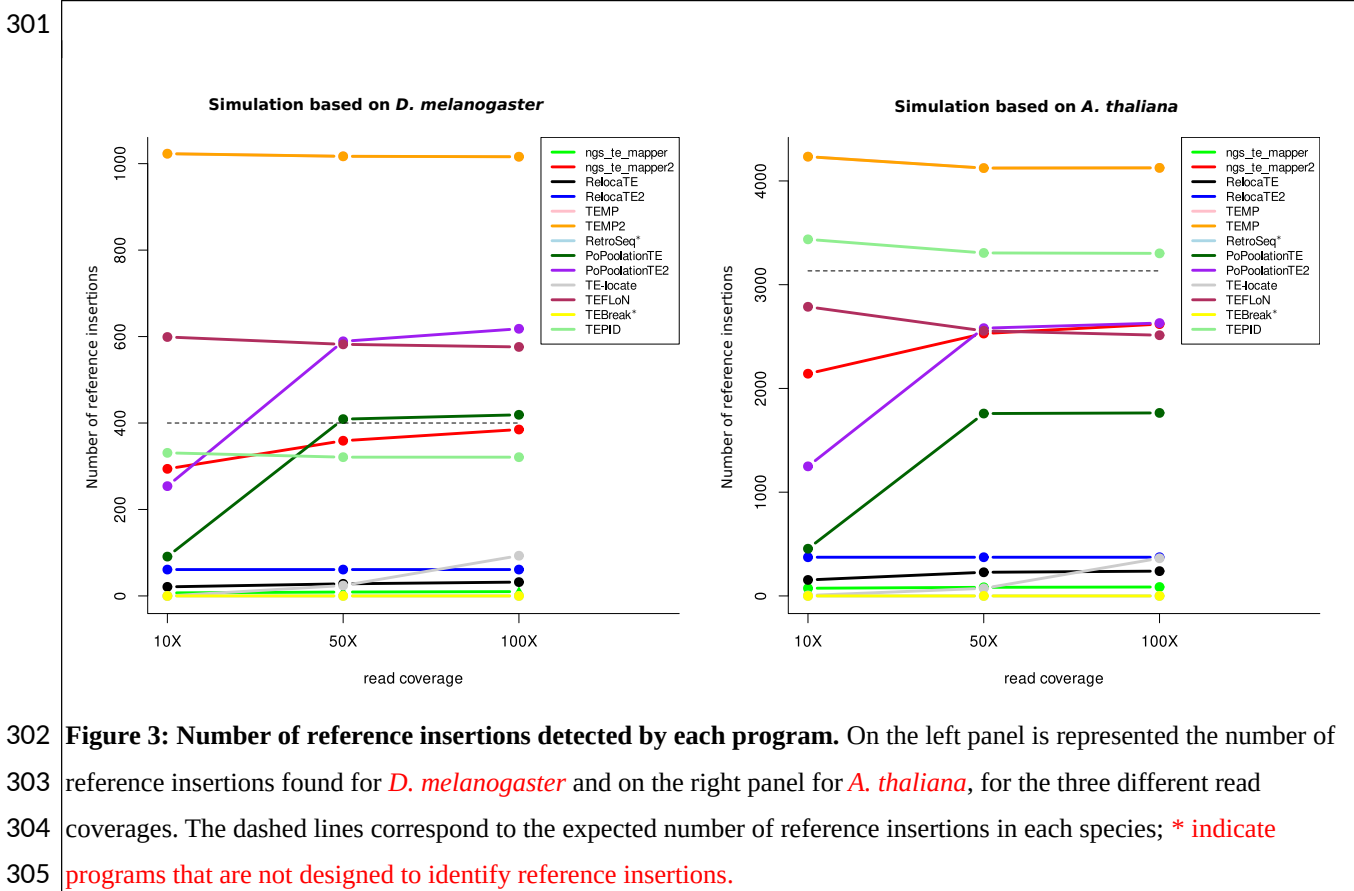 301
Simulation based on D. melanogaster
Number of reference insertions
0
200
400
600
800
1000
10X
50X
100X
read coverage
ngs_te_mapper
ngs_te_mapper2
RelocaTE
RelocaTE2
TEMP
TEMP2
RetroSeq*
PoPoolationTE
PoPoolationTE2
TE-locate
TEFLoN
TEBreak*
TEPID
Simulation based on A. thaliana
Number of reference insertions
0
1000
2000
3000
4000
10X
50X
100X
read coverage
ngs_te_mapper
ngs_te_mapper2
RelocaTE
RelocaTE2
TEMP
TEMP
RetroSeq*
PoPoolationTE
PoPoolationTE2
TE-locate
TEFLoN
TEBreak*
TEPID
302 Figure 3: Number of reference insertions detected by each program. On the left panel is represented the number of
303 reference insertions found for D. melanogaster and on the right panel for A. thaliana, for the three different read
304 coverages. The dashed lines correspond to the expected number of reference insertions in each species; * indicate
305 programs that are not designed to identify reference insertions.